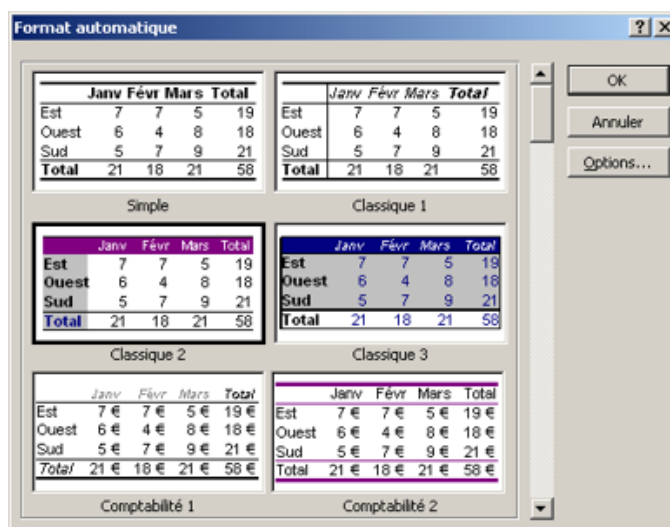 Format automatique
Janv Févr Mars Total
Est 7 7 5 19
Ouest 6 4 8 18
Sud 5 7 9 21
Total 21 18 21 58
Simple
Janv Févr Mars Total
Est 7 7 5 19
Ouest 6 4 8 18
Sud 5 7 9 21
Total 21 18 21 58
Classique 1
OK
Annuler
Options...
Janv Févr Mars Total
Est 7 7 5 19
Ouest 6 4 8 18
Sud 5 7 9 21
Total 21 18 21 58
Classique 2
Janv Févr Mars Total
Est 7 7 5 19
Ouest 6 4 8 18
Sud 5 7 9 21
Total 21 18 21 58
Classique 3
Janv Févr Mars Total
Est 7 € 7 € 5 € 19 €
Ouest 6 € 4 € 8 € 18 €
Sud 5 € 7 € 9 € 21 €
Total 21 € 18 € 21 € 58 €
Comptabilité 1
Janv Févr Mars Total
Est 7 € 7 € 5 € 19 €
Ouest 6 € 4 € 8 € 18 €
Sud 5 € 7 € 9 € 21 €
Total 21 € 18 € 21 € 58 €
Comptabilité 2